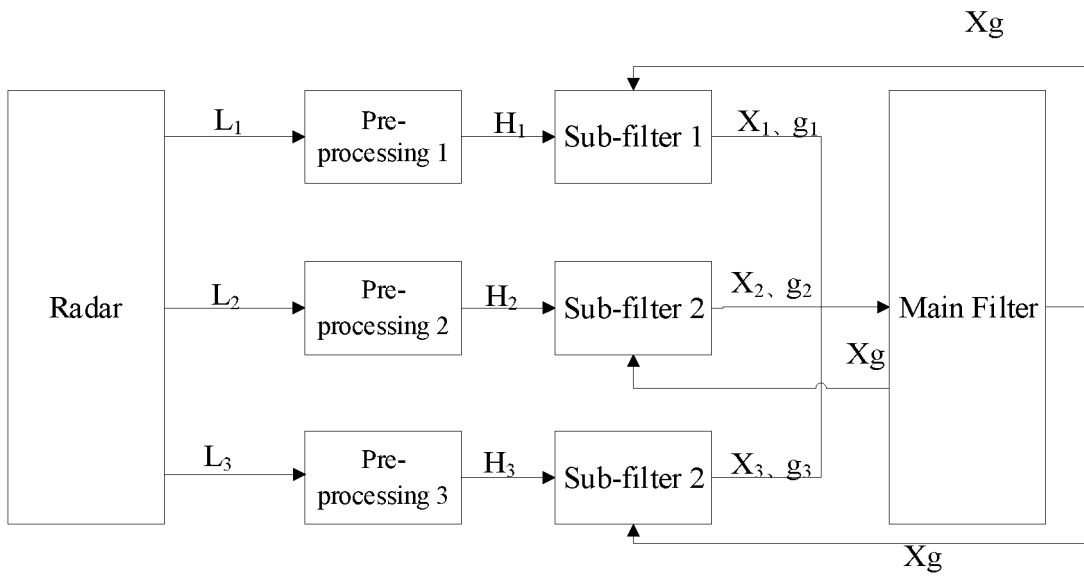 Xg
L₁
Pre-
processing 1
H₁
Sub-filter 1
X₁、g₁
Radar
L₂
Pre-
processing 2
H₂
Sub-filter 2
X₂、g₂
Main Filter
Xg
L₃
Pre-
processing 3
H₃
Sub-filter 2
X₃、g₃
Xg